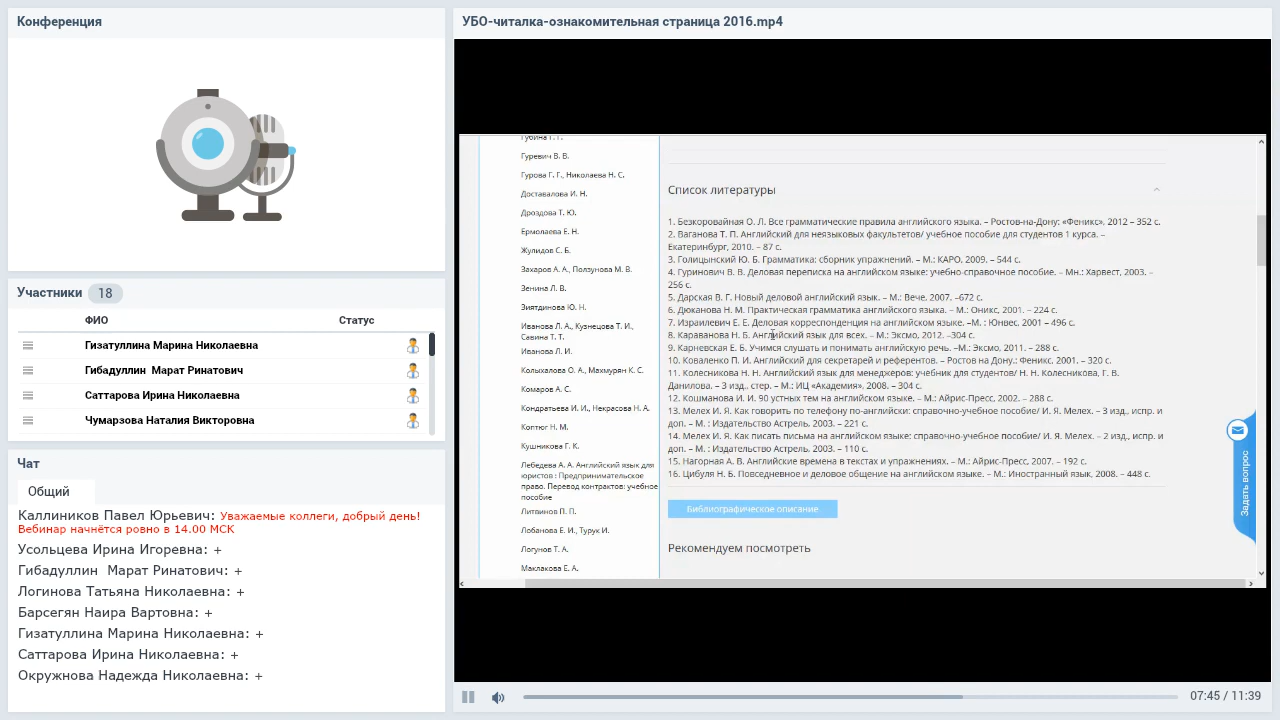 Конференция
Участники 18
ФИО Статус
Гизатуллина Марина Николаевна
Гибадуллин Марат Ринатович
Саттарова Ирина Николаевна
Чумарзова Наталия Викторовна
Чат
Общий
Каллиников Павел Юрьевич: Уважаемые коллеги, добрый день!
Вебинар начнётся ровно в 14.00 МСК
Усольцева Ирина Игоревна: +
Гибадуллин Марат Ринатович: +
Логинова Татьяна Николаевна: +
Барсегян Наира Вартовна: +
Гизатуллина Марина Николаевна: +
Саттарова Ирина Николаевна: +
Окружнова Надежда Николаевна: +
УБО-читалка-ознакомительная страница 2016.mp4
Губина Г. Г.
Гуревич В. В.
Гурова Г. Г., Николаева Н. С.
Доставалова И. Н.
Дроздова Т. Ю.
Ермолаева Е. Н.
Жулидов С. Б.
Захаров А. А., Ползунова М. В.
Зенина Л. В.
Зиятдинова Ю. Н.
Иванова Л. А., Кузнецова Т. И.,
Савина Т. Т.
Иванова Л. И.
Колыхалова О. А., Махмурян К. С.
Комаров А. С.
Кондратьева И. И., Некрасова Н. А.
Коптюг Н. М.
Кушникова Г. К.
Лебедева А. А. Английский язык для
юристов : Предпринимательское
право. Перевод контрактов: учебное
пособие
Литвинов П. П.
Лобанова Е. И., Турук И.
Логунов Т. А.
Маклакова Е. А.
Список литературы
1. Безкоровайная О. Л. Все грамматические правила английского языка. – Ростов-на-Дону: «Феникс», 2012 – 352 с.
2. Ваганова Т. П. Английский для неязыковых факультетов/ учебное пособие для студентов 1 курса. –
Екатеринбург, 2010. – 87 с.
3. Голицынский Ю. Б. Грамматика: сборник упражнений. – М.: КАРО, 2009. – 544 с.
4. Гуринович В. В. Деловая переписка на английском языке: учебно-справочное пособие. – Мн.: Харвест, 2003. –
256 с.
5. Дарская В. Г. Новый деловой английский язык. – М.: Вече, 2007. –672 с.
6. Дюканова Н. М. Практическая грамматика английского языка. – М.: Оникс, 2001. – 224 с.
7. Израилевич Е. Е. Деловая корреспонденция на английском языке. –М. : Юнвес, 2001 – 496 с.
8. Караванова Н. Б. Английский язык для всех. – М.: Эксмо, 2012. –304 с.
9. Карневская Е. Б. Учимся слушать и понимать английскую речь. –М.: Эксмо, 2011. – 288 с.
10. Коваленко П. И. Английский для секретарей и референтов. – Ростов на Дону.: Феникс, 2001. – 320 с.
11. Колесникова Н. Н. Английский язык для менеджеров: учебник для студентов/ Н. Н. Колесникова, Г. В.
Данилова. – 3 изд., стер. – М.: ИЦ «Академия», 2008. – 304 с.
12. Кошманова И. И. 90 устных тем на английском языке. – М.: Айрис-Пресс, 2002. – 288 с.
13. Мелех И. Я. Как говорить по телефону по-английски: справочно-учебное пособие/ И. Я. Мелех. – 3 изд., испр. и
доп. – М. : Издательство Астрель, 2003. – 221 с.
14. Мелех И. Я. Как писать письма на английском языке: справочно-учебное пособие/ И. Я. Мелех. – 2 изд., испр. и
доп. – М. : Издательство Астрель, 2003. – 110 с.
15. Нагорная А. В. Английские времена в текстах и упражнениях. – М.: Айрис-Пресс, 2007. – 192 с.
16. Цибуля Н. Б. Повседневное и деловое общение на английском языке. – М.: Иностранный язык, 2008. – 448 с.
Библиографическое описание
Рекомендуем посмотреть
Задать вопрос
07:45 / 11:39